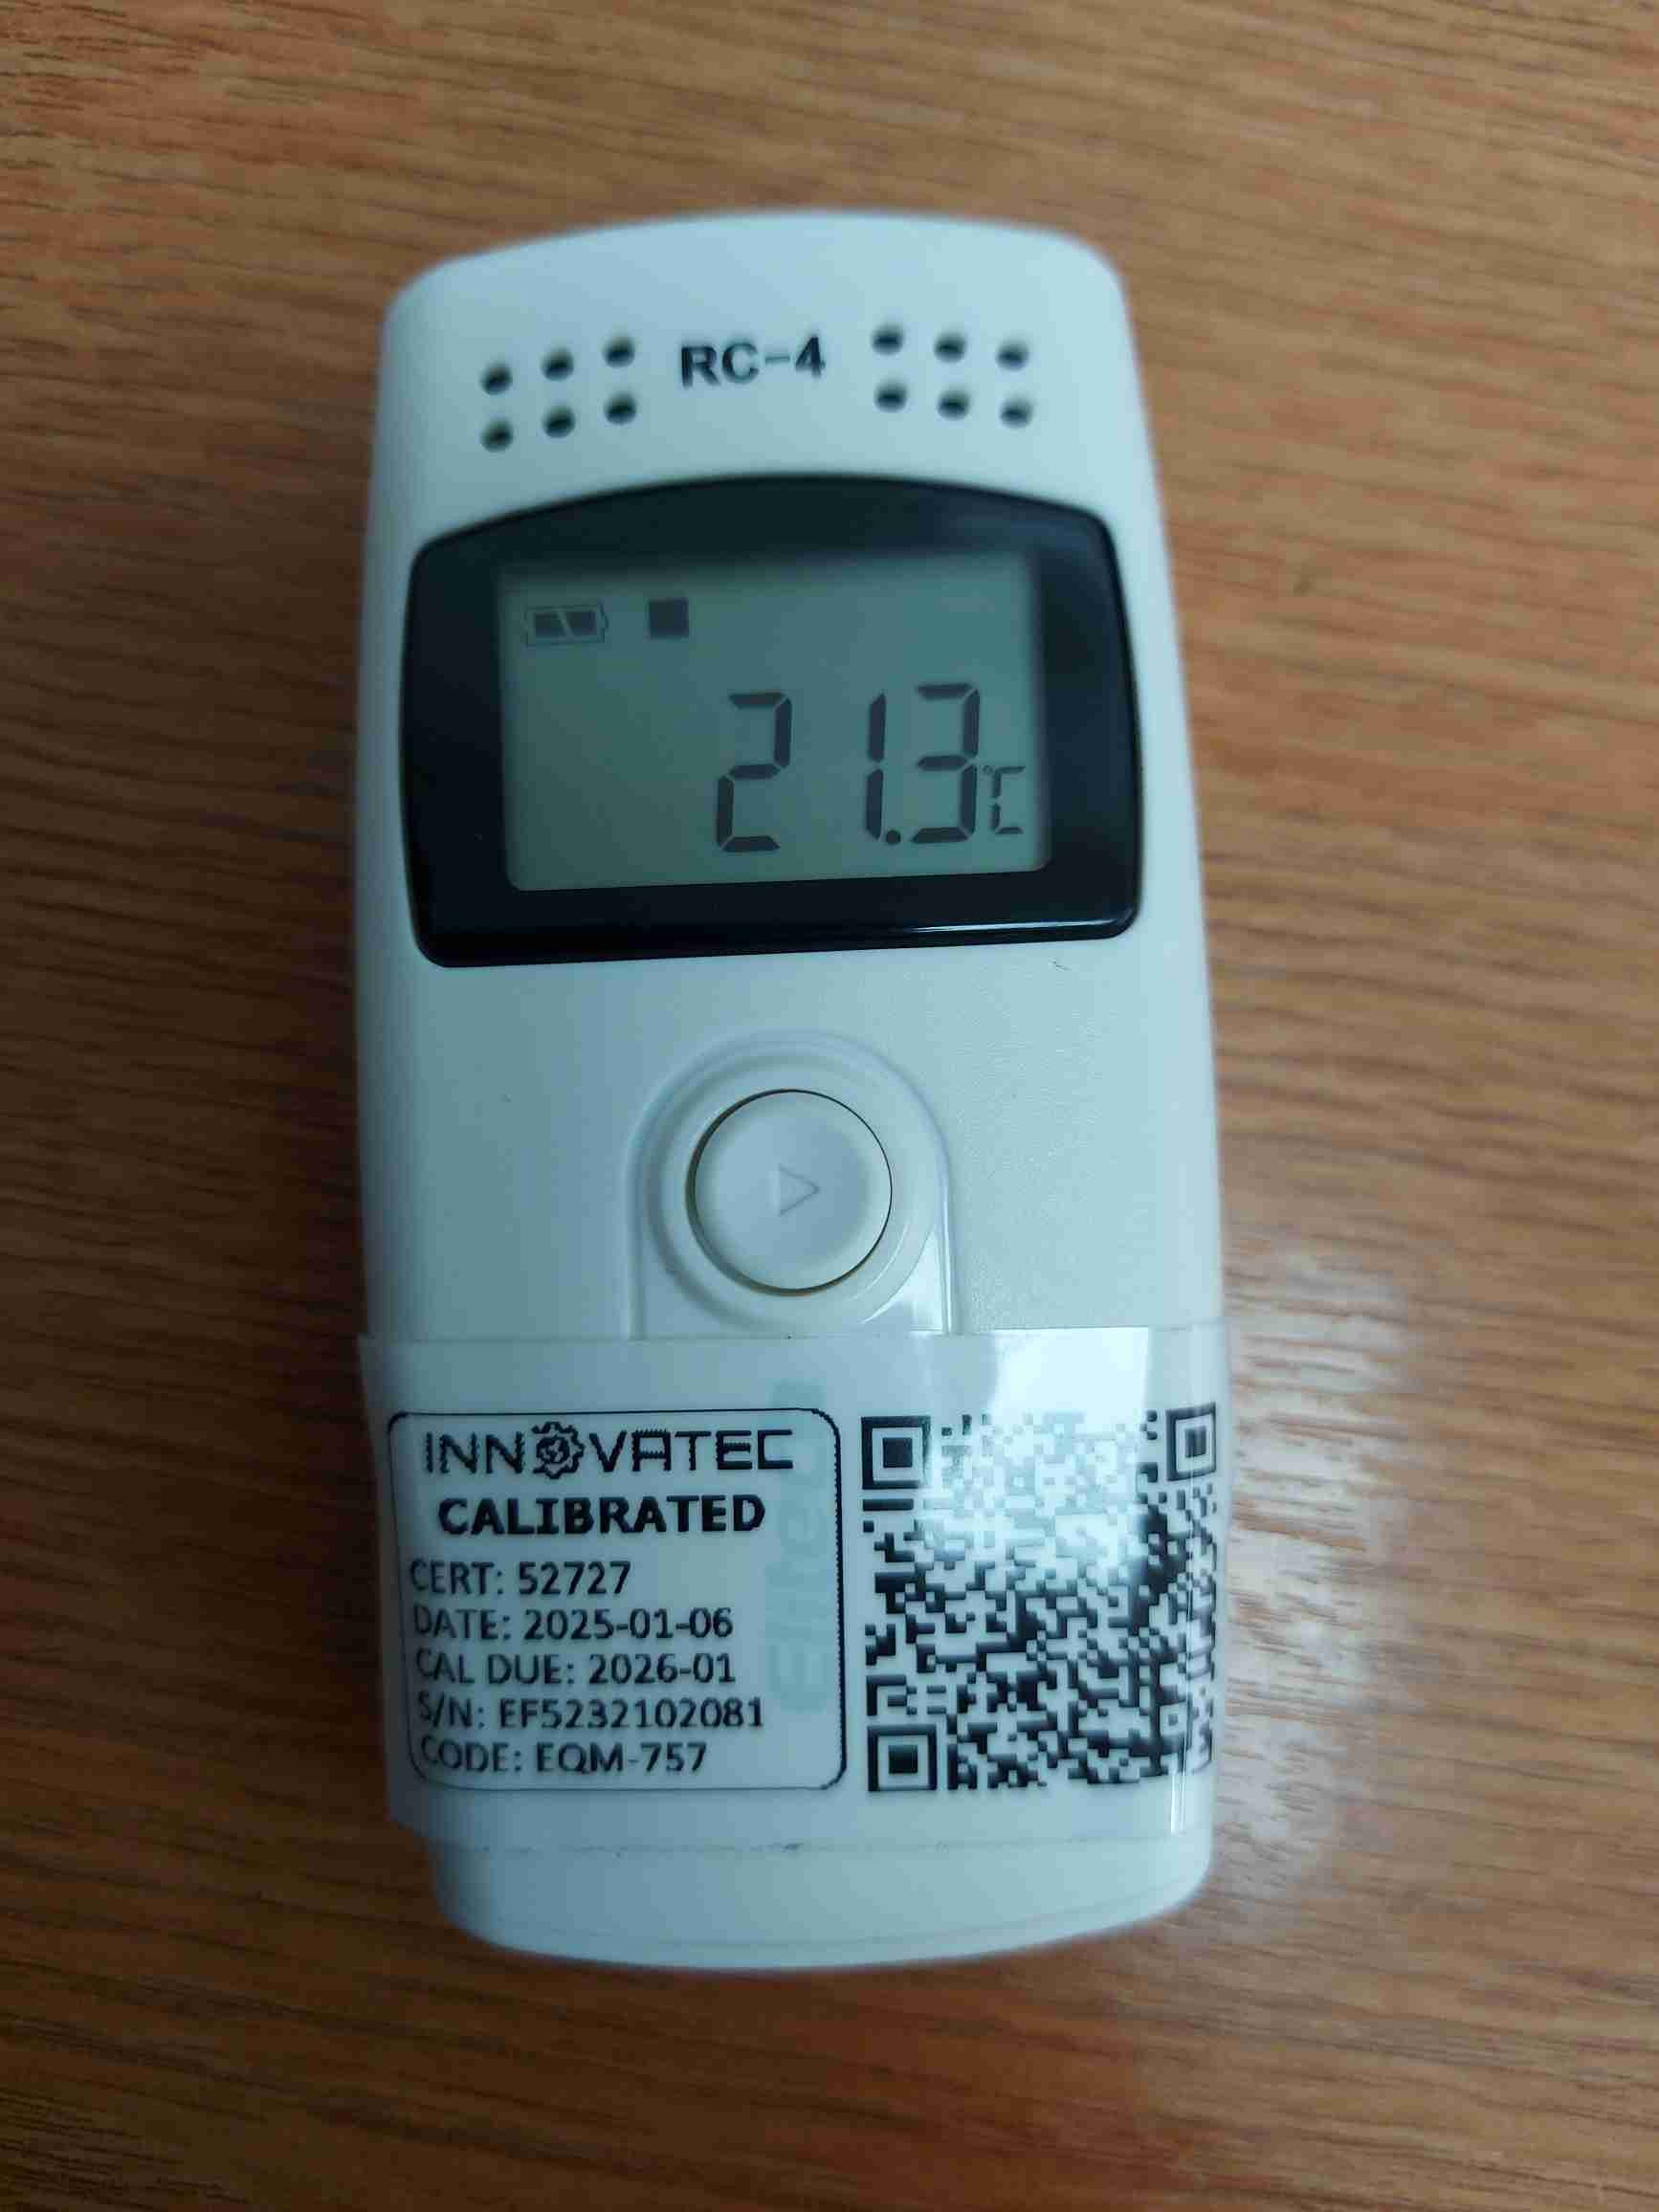 RC-4
21.3°C
INNOVATEC
CALIBRATED
CERT: 52727
DATE: 2025-01-06
CAL DUE: 2026-01
S/N: EF5232102081
CODE: EQM-757
Elitech